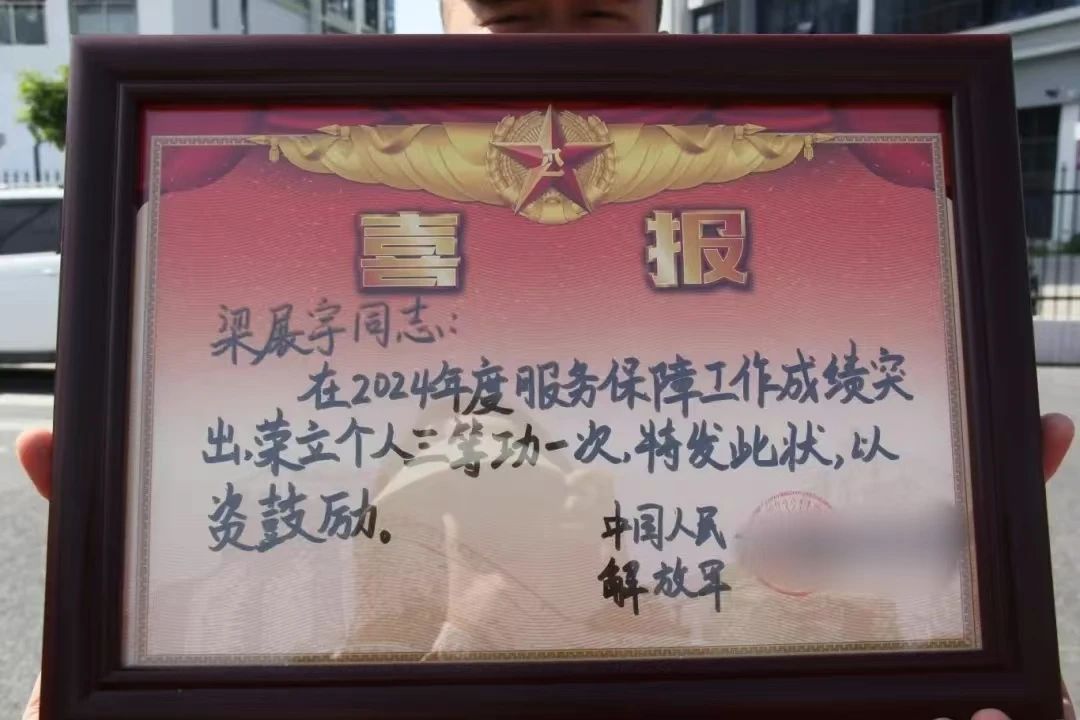 喜报
梁展宇同志:
在2024年度服务保障工作成绩突
出,荣立个人三等功一次,特发此状,以
资鼓励。
中国人民
解放军